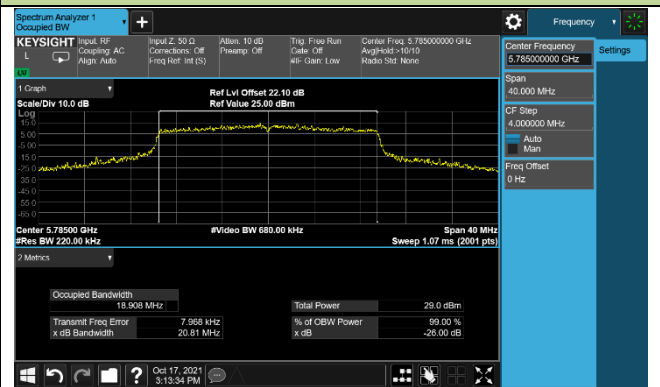 Spectrum Analyzer 1
Occupied BW
Frequency
KEYSIGHT
L
Input: RF
Coupling: AC
Align: Auto
Input Z: 50 Ω
Corrections: Off
Freq Ref: Int (S)
Atten: 10 dB
Preamp: Off
Trig: Free Run
Gate: Off
#IF Gain: Low
Center Freq: 5.785000000 GHz
Avg|Hold:>10/10
Radio Std: None
Center Frequency
5.785000000 GHz
Settings
Span
40.000 MHz
CF Step
4.000000 MHz
Auto
Man
Freq Offset
0 Hz
1 Graph
Scale/Div 10.0 dB
Ref Lvl Offset 22.10 dB
Ref Value 25.00 dBm
Log
15.0
5.00
-5.00
-15.0
-25.0
-35.0
-45.0
-55.0
-65.0
Center 5.78500 GHz
#Video BW 680.00 kHz
Span 40 MHz
#Res BW 220.00 kHz
Sweep 1.07 ms (2001 pts)
2 Metrics
Occupied Bandwidth
18.908 MHz
Total Power
29.0 dBm
Transmit Freq Error
7.968 kHz
% of OBW Power
99.00 %
x dB Bandwidth
20.81 MHz
x dB
-26.00 dB
Oct 17, 2021
3:13:34 PM